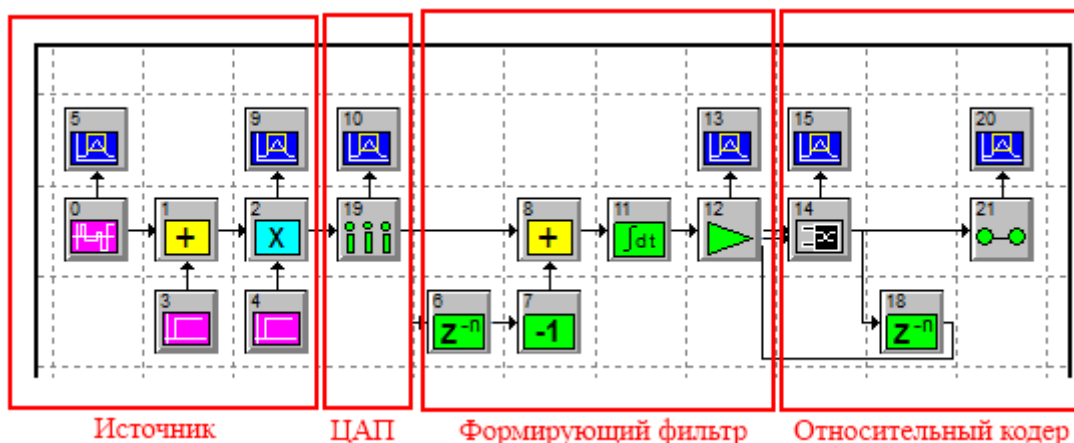 5 9 10 13 15 20
0 1 2 19 8 11 12 14 21
+ X + ∫dt
3 4 6 7 18
z⁻ⁿ -1 z⁻ⁿ
Источник ЦАП Формирующий фильтр Относительный кодер